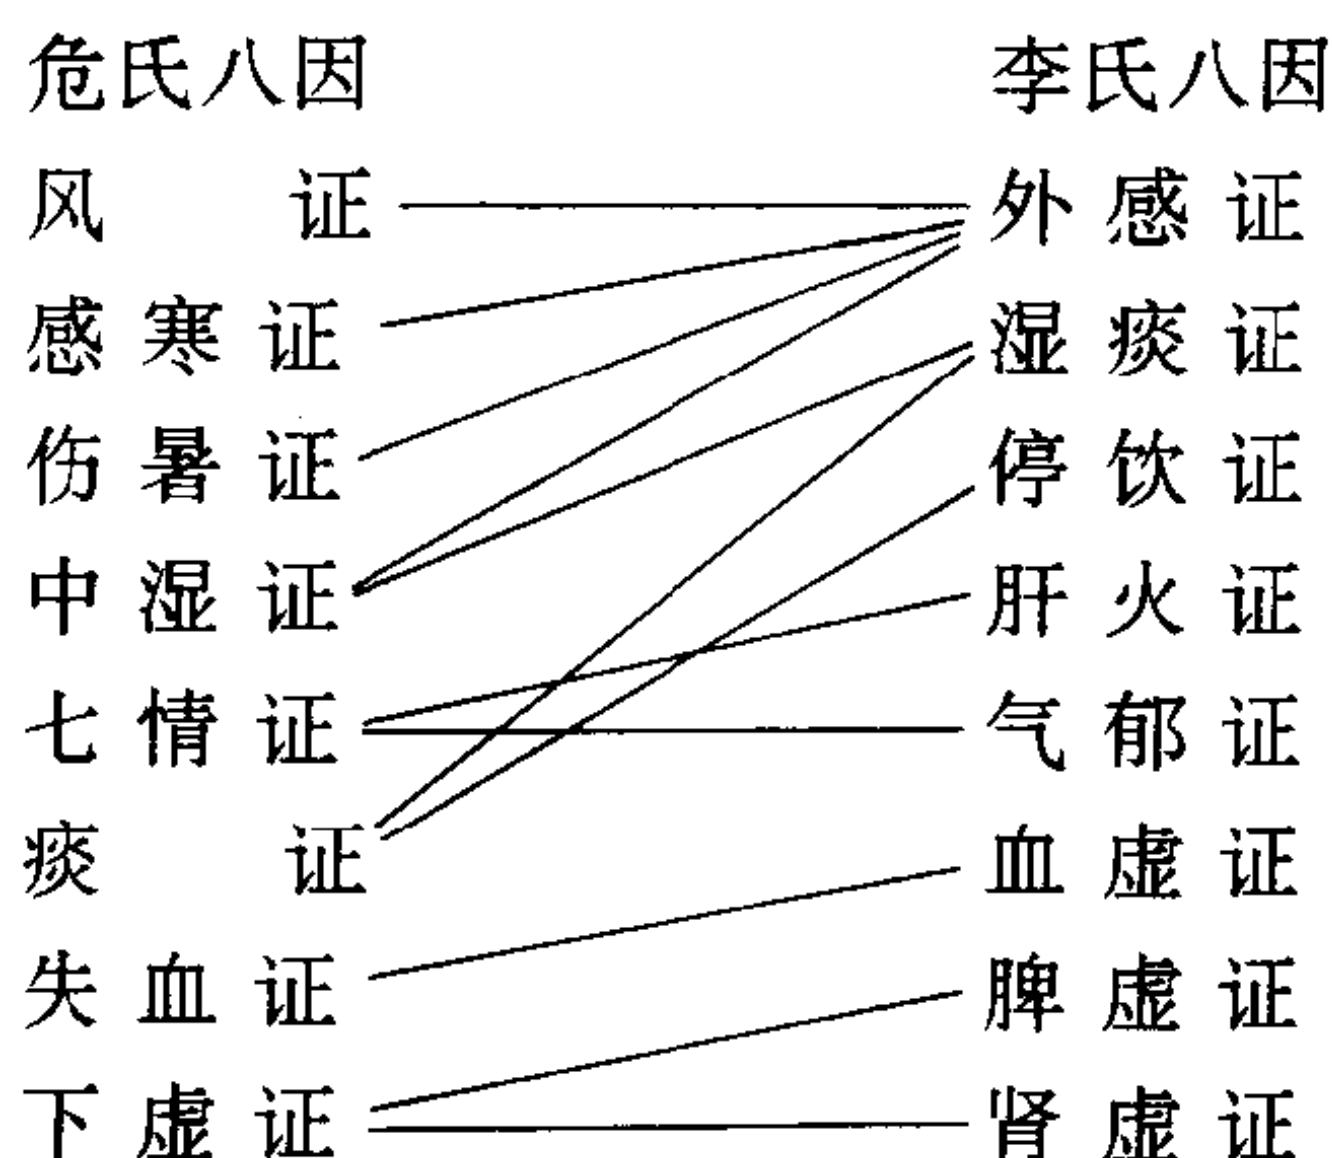 危氏八因 李氏八因
风证 外感证
感寒证 湿痰证
伤暑证 停饮证
中湿证 肝火证
七情证 气郁证
痰证 血虚证
失血证 脾虚证
下虚证 肾虚证